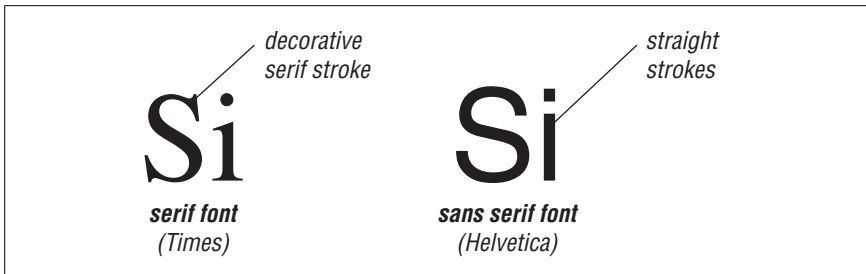 decorative
serif stroke
straight
strokes
Si
Si
serif font
(Times)
sans serif font
(Helvetica)